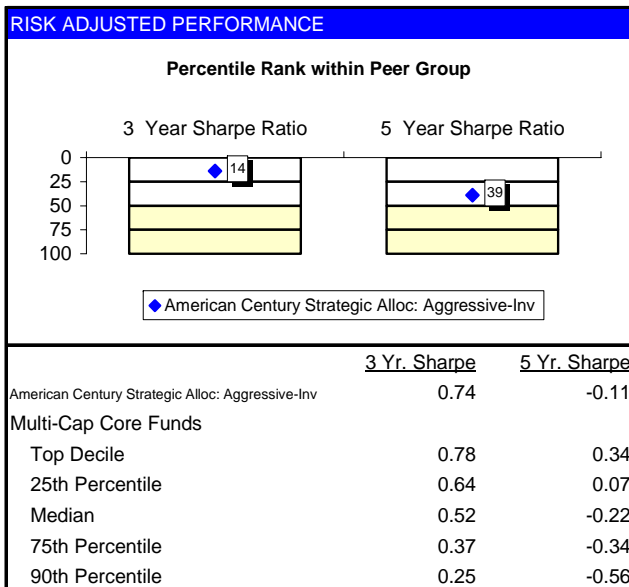 RISK ADJUSTED PERFORMANCE
Percentile Rank within Peer Group
3 Year Sharpe Ratio 5 Year Sharpe Ratio
0
25
50
75
100
14
39
American Century Strategic Alloc: Aggressive-Inv
3 Yr. Sharpe 5 Yr. Sharpe
American Century Strategic Alloc: Aggressive-Inv 0.74 -0.11
Multi-Cap Core Funds
Top Decile 0.78 0.34
25th Percentile 0.64 0.07
Median 0.52 -0.22
75th Percentile 0.37 -0.34
90th Percentile 0.25 -0.56